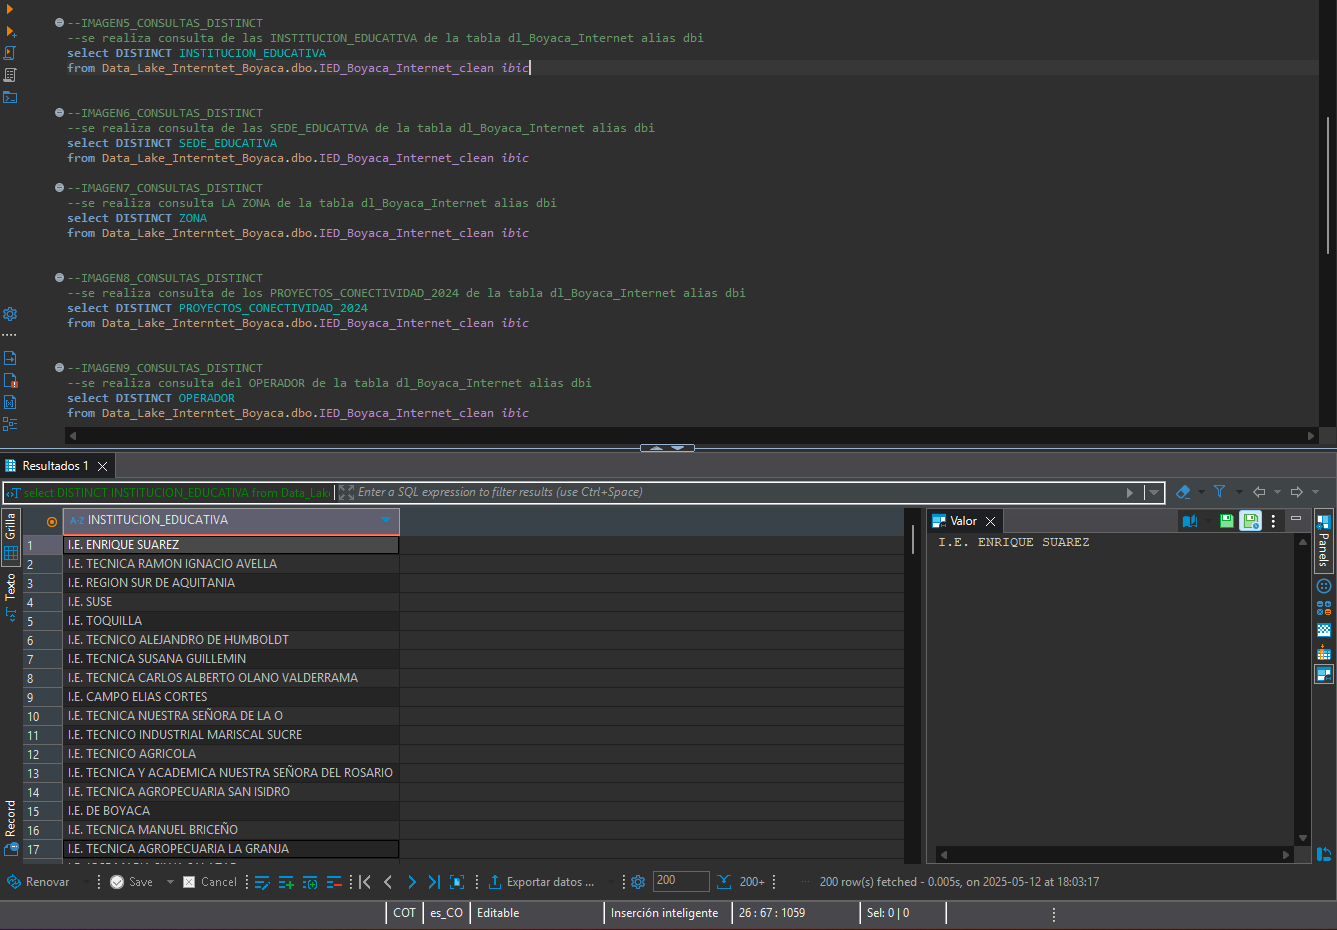 --IMAGEN5_CONSULTAS_DISTINCT
--se realiza consulta de las INSTITUCION_EDUCATIVA de la tabla dl_Boyaca_Internet alias dbi
select DISTINCT INSTITUCION_EDUCATIVA
from Data_Lake_Interntet_Boyaca.dbo.IED_Boyaca_Internet_clean ibic
--IMAGEN6_CONSULTAS_DISTINCT
--se realiza consulta de las SEDE_EDUCATIVA de la tabla dl_Boyaca_Internet alias dbi
select DISTINCT SEDE_EDUCATIVA
from Data_Lake_Interntet_Boyaca.dbo.IED_Boyaca_Internet_clean ibic
--IMAGEN7_CONSULTAS_DISTINCT
--se realiza consulta LA ZONA de la tabla dl_Boyaca_Internet alias dbi
select DISTINCT ZONA
from Data_Lake_Interntet_Boyaca.dbo.IED_Boyaca_Internet_clean ibic
--IMAGEN8_CONSULTAS_DISTINCT
--se realiza consulta de los PROYECTOS_CONECTIVIDAD_2024 de la tabla dl_Boyaca_Internet alias dbi
select DISTINCT PROYECTOS_CONECTIVIDAD_2024
from Data_Lake_Interntet_Boyaca.dbo.IED_Boyaca_Internet_clean ibic
--IMAGEN9_CONSULTAS_DISTINCT
--se realiza consulta del OPERADOR de la tabla dl_Boyaca_Internet alias dbi
select DISTINCT OPERADOR
from Data_Lake_Interntet_Boyaca.dbo.IED_Boyaca_Internet_clean ibic
Resultados 1
select DISTINCT INSTITUCION_EDUCATIVA from Data_Lak
Enter a SQL expression to filter results (use Ctrl+Space)
Grilla
Texto
Record
A-Z INSTITUCION_EDUCATIVA
1 I.E. ENRIQUE SUAREZ
2 I.E. TECNICA RAMON IGNACIO AVELLA
3 I.E. REGION SUR DE AQUITANIA
4 I.E. SUSE
5 I.E. TOQUILLA
6 I.E. TECNICO ALEJANDRO DE HUMBOLDT
7 I.E. TECNICA SUSANA GUILLEMIN
8 I.E. TECNICA CARLOS ALBERTO OLANO VALDERRAMA
9 I.E. CAMPO ELIAS CORTES
10 I.E. TECNICA NUESTRA SEÑORA DE LA O
11 I.E. TECNICO INDUSTRIAL MARISCAL SUCRE
12 I.E. TECNICO AGRICOLA
13 I.E. TECNICA Y ACADEMICA NUESTRA SEÑORA DEL ROSARIO
14 I.E. TECNICA AGROPECUARIA SAN ISIDRO
15 I.E. DE BOYACA
16 I.E. TECNICA MANUEL BRICEÑO
17 I.E. TECNICA AGROPECUARIA LA GRANJA
Valor
I.E. ENRIQUE SUAREZ
Panels
Renovar
Save
Cancel
Exportar datos ...
200
200+
200 row(s) fetched - 0.005s, on 2025-05-12 at 18:03:17
COT
es_CO
Editable
Inserción inteligente
26 : 67 : 1059
Sel: 0 | 0